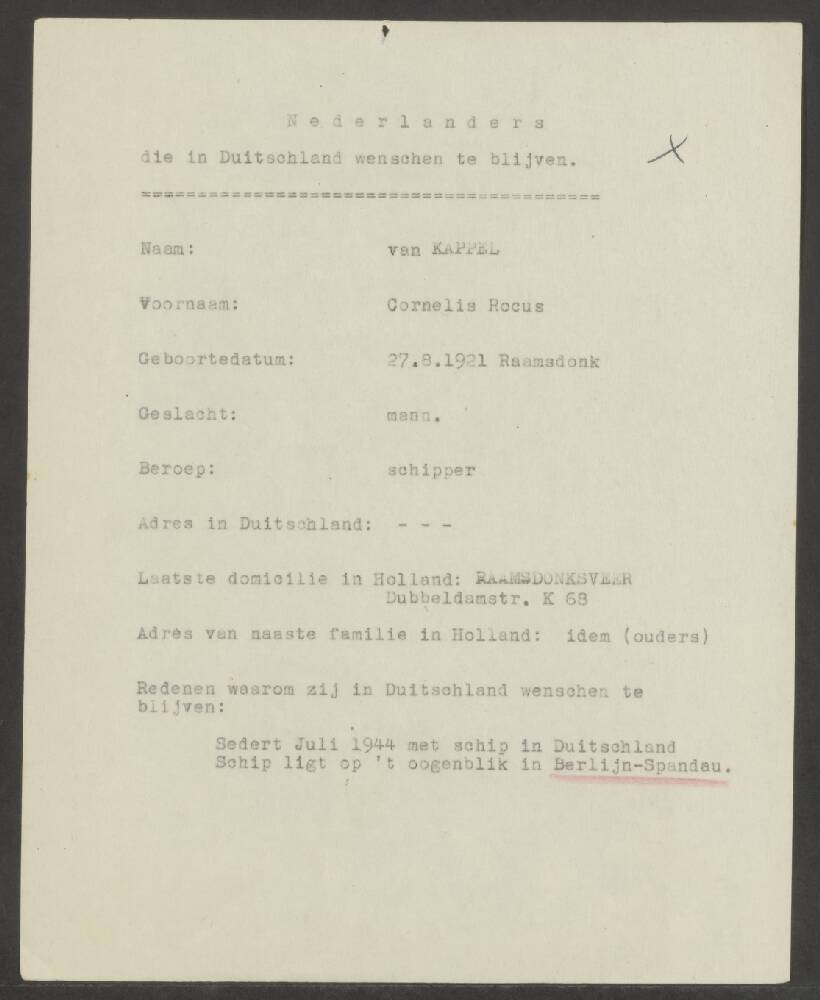 N e d e r l a n d e r s
die in Duitschland wenschen te blijven.
=========================================
Naam: van KAPPEL
Voornaam: Cornelis Rocus
Geboortedatum: 27.8.1921 Raamsdonk
Geslacht: mann.
Beroep: schipper
Adres in Duitschland: - - -
Laatste domicilie in Holland: RAAMSDONKSVEER
Dubbeldamstr. K 68
Adres van naaste familie in Holland: idem (ouders)
Redenen waarom zij in Duitschland wenschen te
blijven:
Sedert Juli 1944 met schip in Duitschland
Schip ligt op 't oogenblik in Berlijn-Spandau.